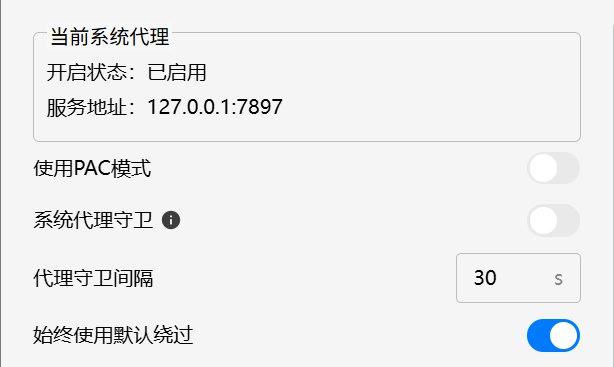 当前系统代理
开启状态：已启用
服务地址：127.0.0.1:7897
使用PAC模式
系统代理守卫
代理守卫间隔 30 s
始终使用默认绕过